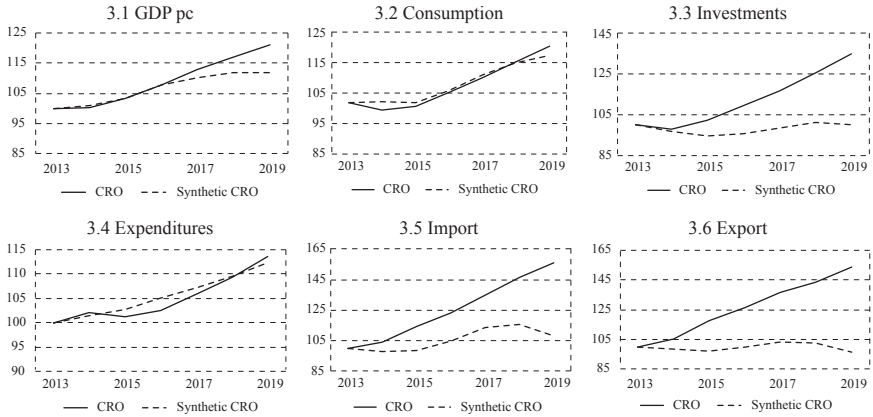 3.1 GDP pc
125
115
105
95
85
2013 2015 2017 2019
CRO Synthetic CRO
3.2 Consumption
125
115
105
95
85
2013 2015 2017 2019
CRO Synthetic CRO
3.3 Investments
145
125
105
85
2013 2015 2017 2019
CRO Synthetic CRO
3.4 Expenditures
115
110
105
100
95
90
2013 2015 2017 2019
CRO Synthetic CRO
3.5 Import
165
145
125
105
85
2013 2015 2017 2019
CRO Synthetic CRO
3.6 Export
165
145
125
105
85
2013 2015 2017 2019
CRO Synthetic CRO